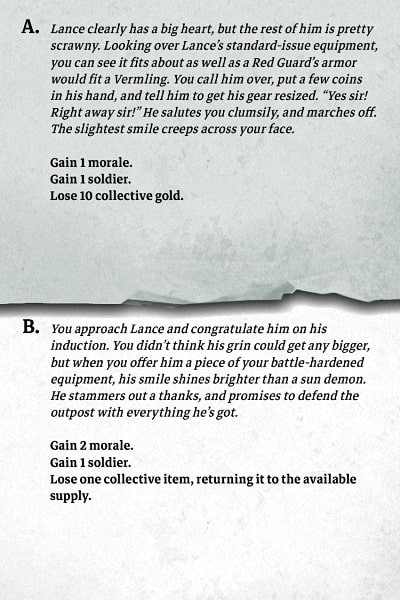 A. Lance clearly has a big heart, but the rest of him is pretty
scrawny. Looking over Lance's standard-issue equipment,
you can see it fits about as well as a Red Guard's armor
would fit a Vermling. You call him over, put a few coins
in his hand, and tell him to get his gear resized. “Yes sir!
Right away sir!” He salutes you clumsily, and marches off.
The slightest smile creeps across your face.
Gain 1 morale.
Gain 1 soldier.
Lose 10 collective gold.
B. You approach Lance and congratulate him on his
induction. You didn't think his grin could get any bigger,
but when you offer him a piece of your battle-hardened
equipment, his smile shines brighter than a sun demon.
He stammers out a thanks, and promises to defend the
outpost with everything he's got.
Gain 2 morale.
Gain 1 soldier.
Lose one collective item, returning it to the available
supply.